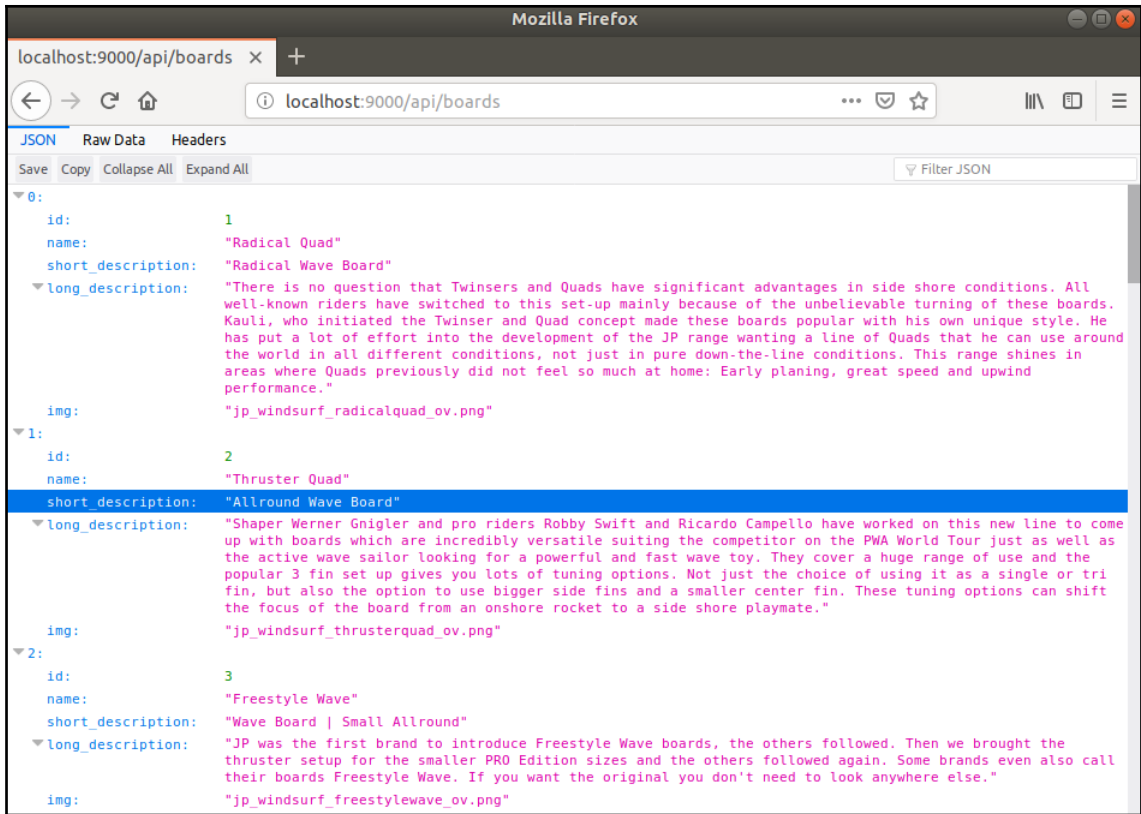 Mozilla Firefox
localhost:9000/api/boards
localhost:9000/api/boards
JSON Raw Data Headers
Save Copy Collapse All Expand All Filter JSON
0:
id: 1
name: "Radical Quad"
short_description: "Radical Wave Board"
long_description: "There is no question that Twinsers and Quads have significant advantages in side shore conditions. All
well-known riders have switched to this set-up mainly because of the unbelievable turning of these boards.
Kauli, who initiated the Twinser and Quad concept made these boards popular with his own unique style. He
has put a lot of effort into the development of the JP range wanting a line of Quads that he can use around
the world in all different conditions, not just in pure down-the-line conditions. This range shines in
areas where Quads previously did not feel so much at home: Early planing, great speed and upwind
performance."
img: "jp_windsurf_radicalquad_ov.png"
1:
id: 2
name: "Thruster Quad"
short_description: "Allround Wave Board"
long_description: "Shaper Werner Gnigler and pro riders Robby Swift and Ricardo Campello have worked on this new line to come
up with boards which are incredibly versatile suiting the competitor on the PWA World Tour just as well as
the active wave sailor looking for a powerful and fast wave toy. They cover a huge range of use and the
popular 3 fin set up gives you lots of tuning options. Not just the choice of using it as a single or tri
fin, but also the option to use bigger side fins and a smaller center fin. These tuning options can shift
the focus of the board from an onshore rocket to a side shore playmate."
img: "jp_windsurf_thrusterquad_ov.png"
2:
id: 3
name: "Freestyle Wave"
short_description: "Wave Board | Small Allround"
long_description: "JP was the first brand to introduce Freestyle Wave boards, the others followed. Then we brought the
thruster setup for the smaller PRO Edition sizes and the others followed again. Some brands even also call
their boards Freestyle Wave. If you want the original you don't need to look anywhere else."
img: "jp_windsurf_freestylewave_ov.png"